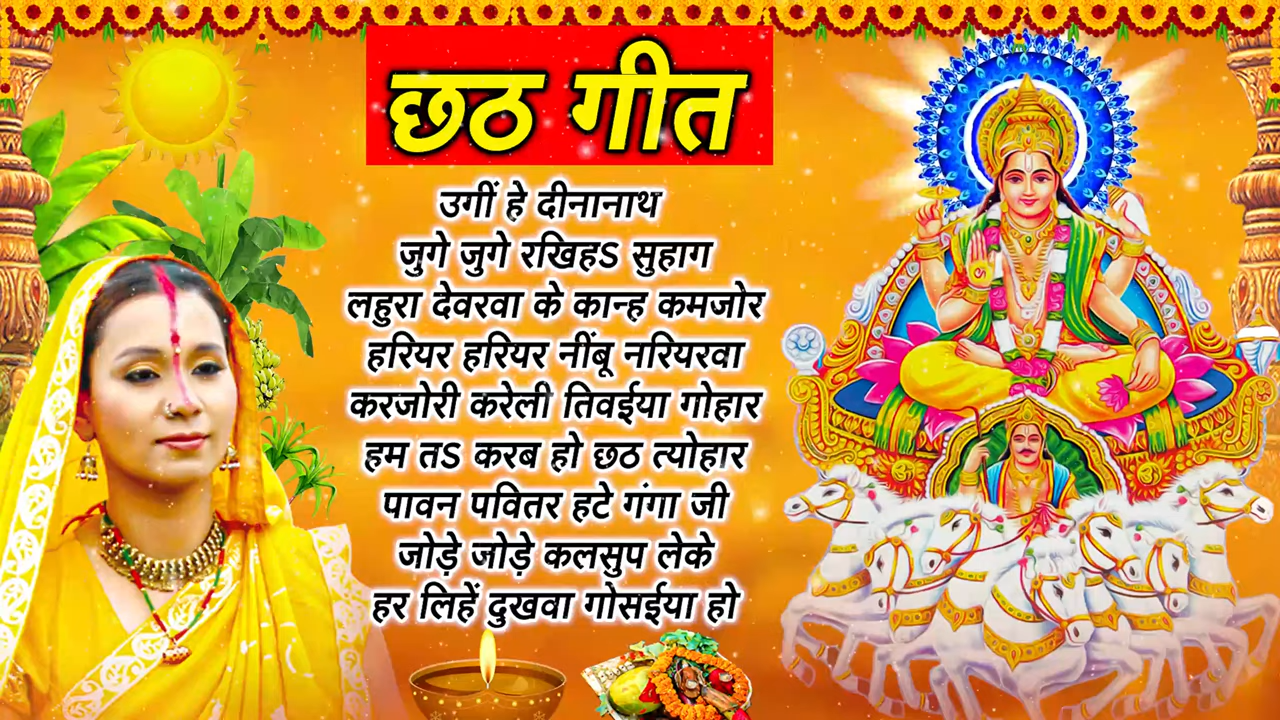 छठ गीत
उगीं हे दीनानाथ
जुगे जुगे रखिहऽ सुहाग
लहुरा देवरवा के कान्ह कमजोर
हरियर हरियर नींबू नरियरवा
करजोरी करेली तिवईया गोहार
हम तऽ करब हो छठ त्योहार
पावन पवितर हटे गंगा जी
जोड़े जोड़े कलसुप लेके
हर लिहें दुखवा गोसईया हो